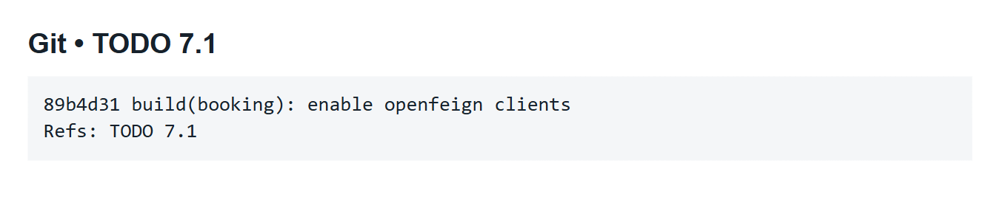 Git • TODO 7.1
89b4d31 build(booking): enable openfeign clients
Refs: TODO 7.1